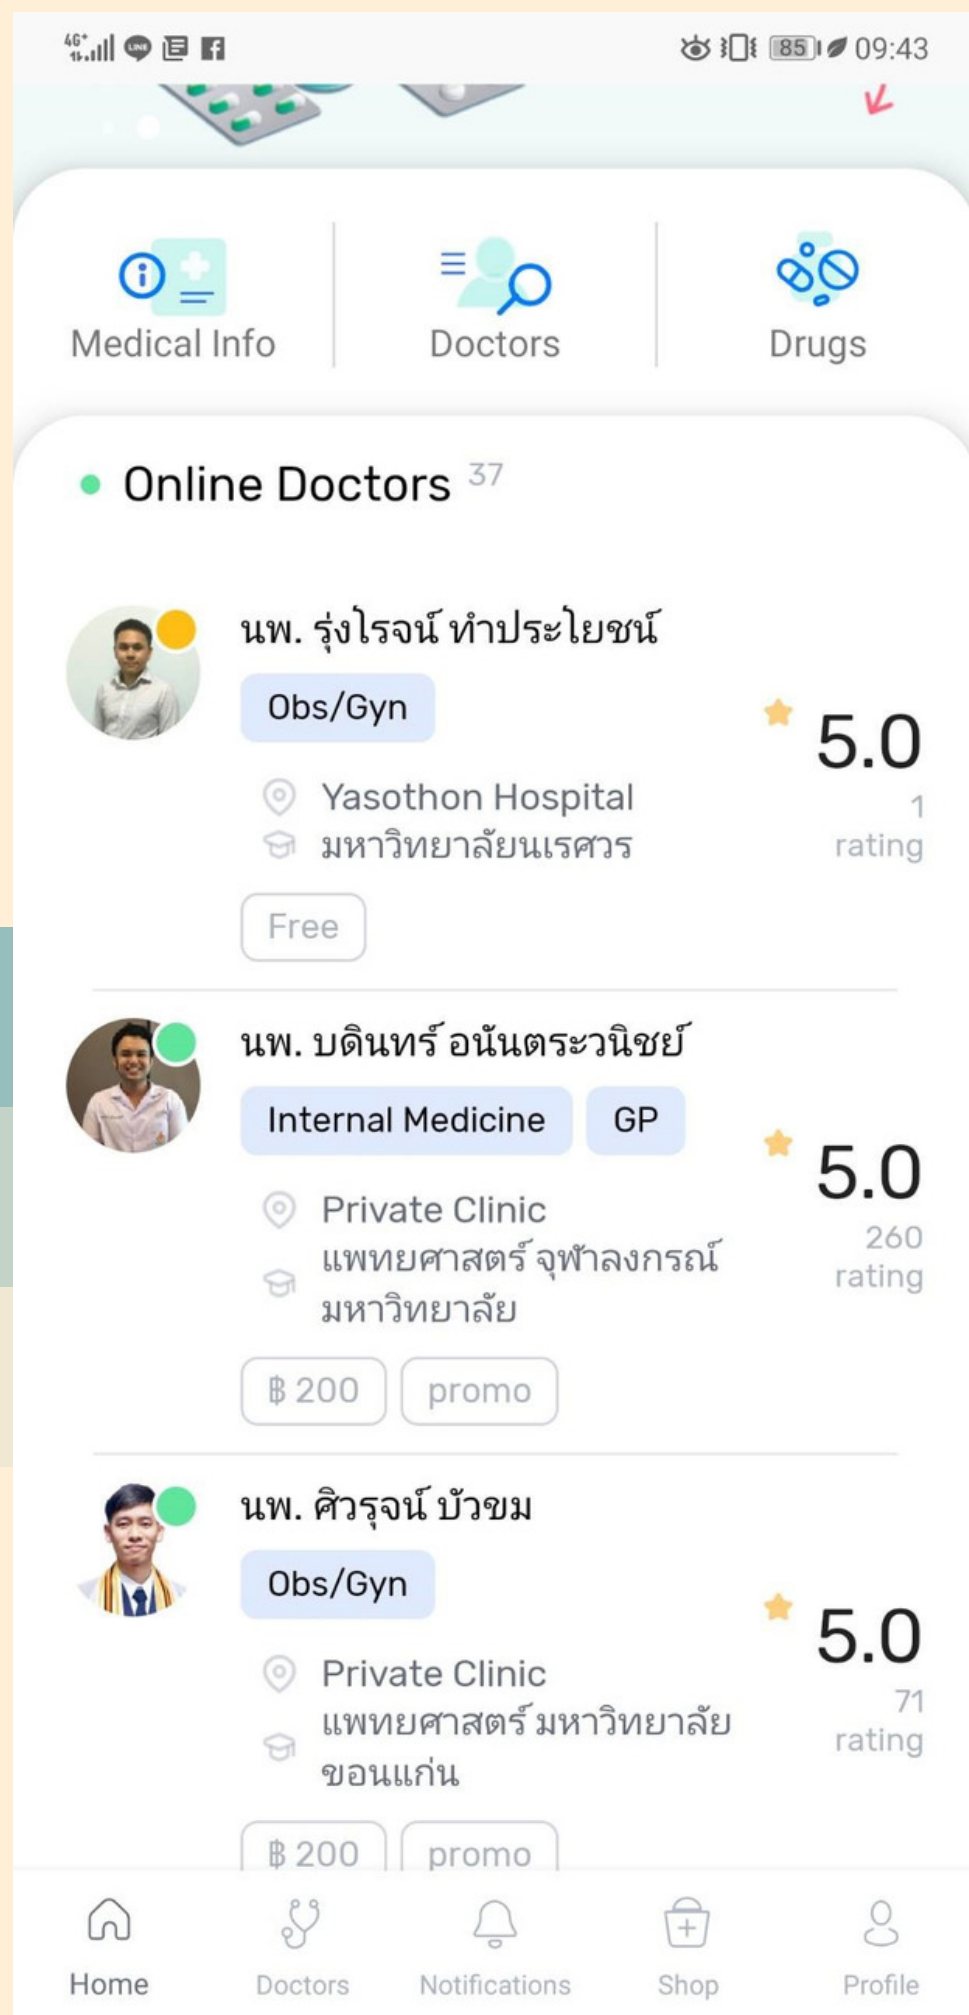 4G+
LINE
85
09:43
Medical Info
Doctors
Drugs
Online Doctors 37
นพ. รุ่งโรจน์ ทำประโยชน์
Obs/Gyn
5.0
Yasothon Hospital
1
มหาวิทยาลัยนเรศวร
rating
Free
นพ. บดินทร์ อนันตระวนิชย์
Internal Medicine GP
5.0
Private Clinic
260
แพทยศาสตร์ จุฬาลงกรณ์
rating
มหาวิทยาลัย
฿ 200 promo
นพ. ศิวรุจน์ บัวขม
Obs/Gyn
5.0
Private Clinic
71
แพทยศาสตร์ มหาวิทยาลัย
rating
ขอนแก่น
฿ 200 promo
Home Doctors Notifications Shop Profile